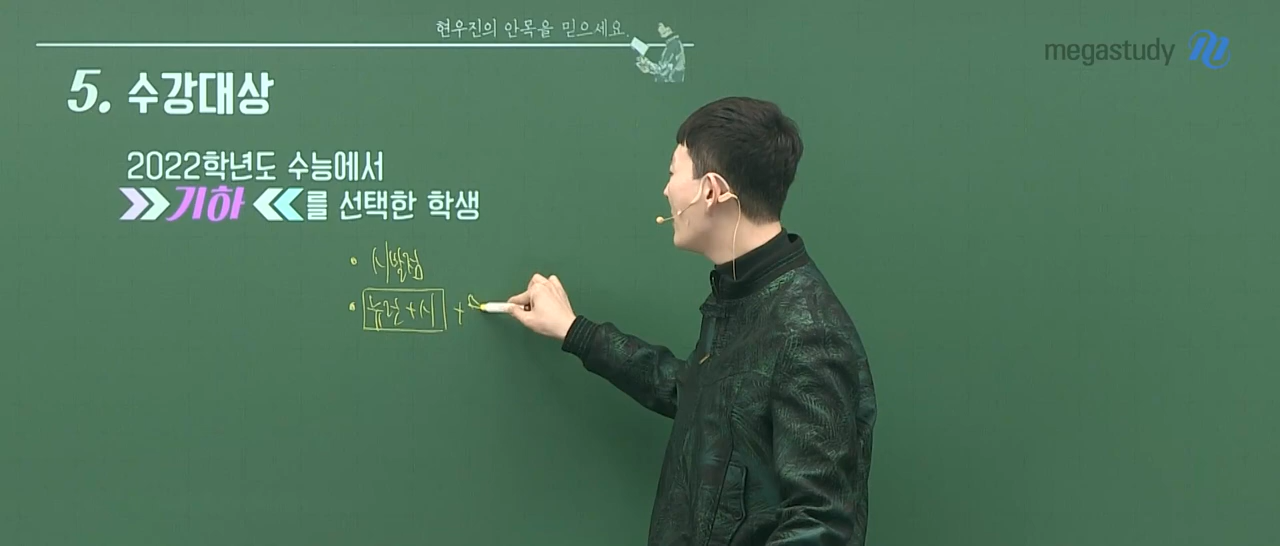 현우진의 안목을 믿으세요.
megastudy
5. 수강대상
2022학년도 수능에서
기하를 선택한 학생
• 시발점
• 뉴런+시 +